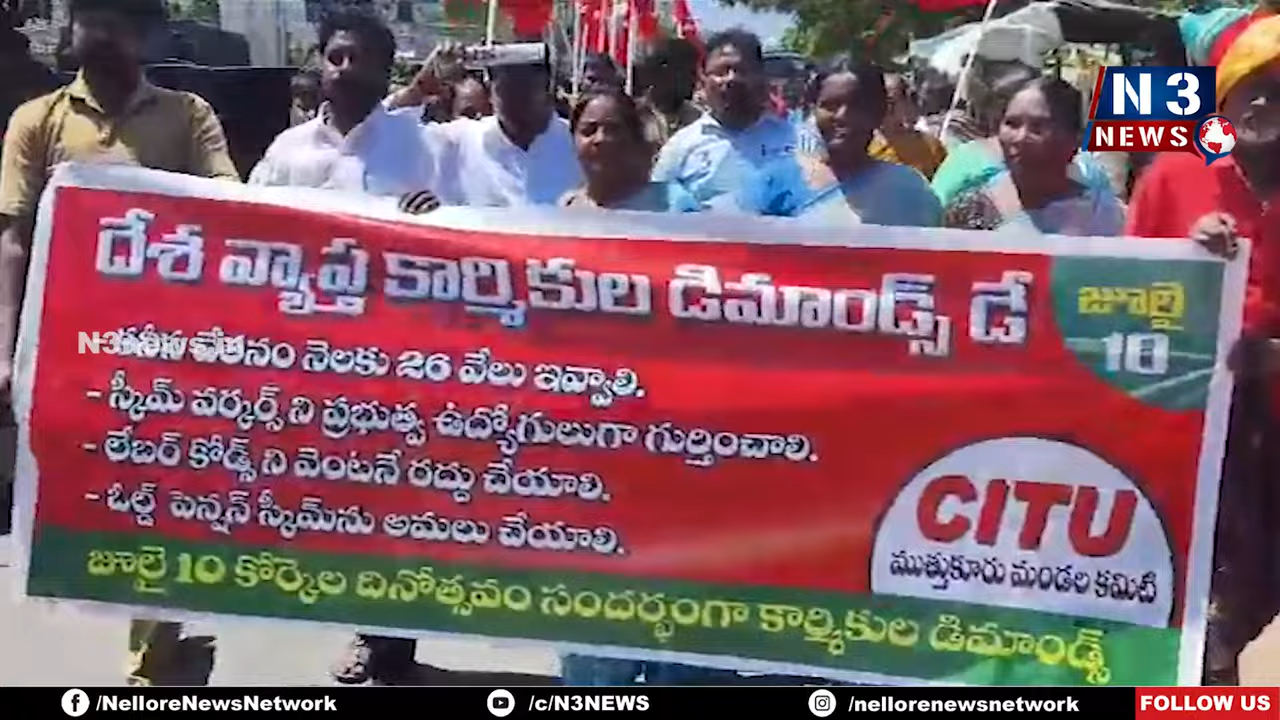 N3
NEWS
దేశ వ్యాప్త కార్మికుల డిమాండ్స్ డే
జూలై
10
వేతనం నెలకు 26 వేలు ఇవ్వాలి.
- స్కీమ్ వర్కర్స్ ని ప్రభుత్వ ఉద్యోగులుగా గుర్తించాలి.
- లేబర్ కోడ్స్ ని వెంటనే రద్దు చేయాలి.
- ఓల్డ్ పెన్షన్ స్కీమ్‌ను అమలు చేయాలి.
CITU
ముత్తుకూరు మండల కమిటి
జూలై 10 కోర్కెల దినోత్సవం సందర్భంగా కార్మికుల డిమాండ్స్
/NelloreNewsNetwork
/c/N3NEWS
/nellorenewsnetwork
FOLLOW US